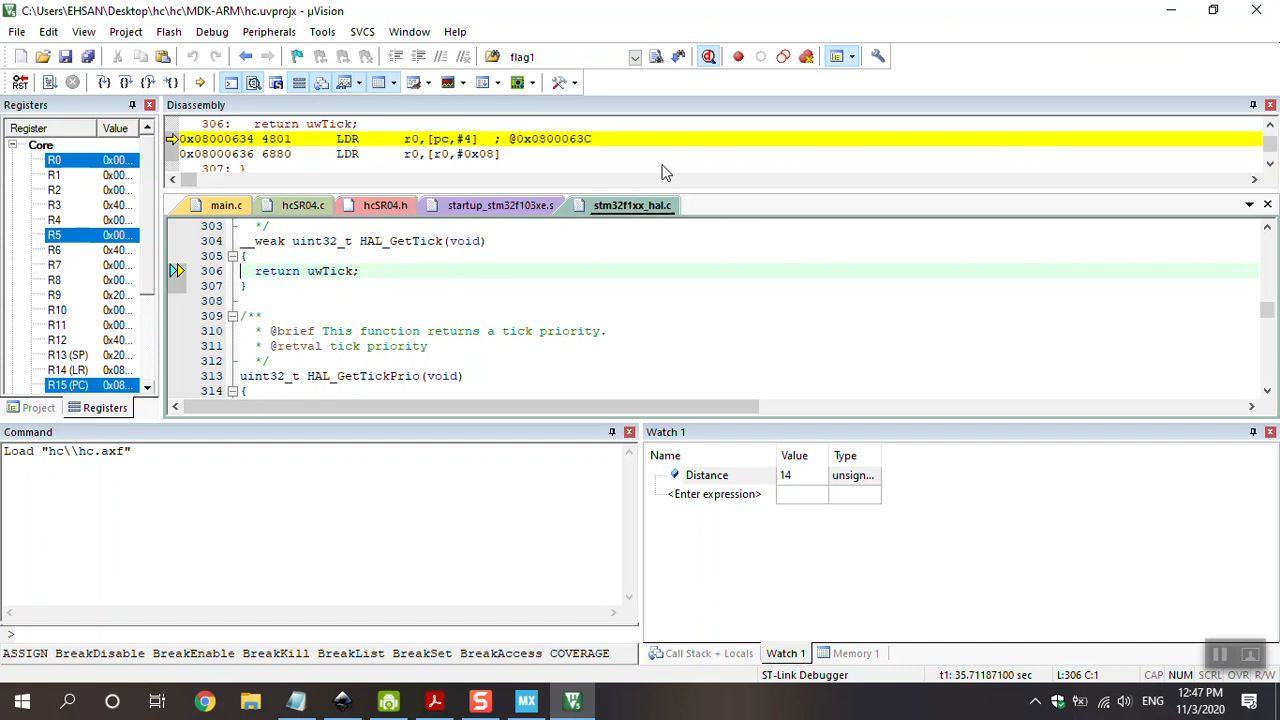 C:\Users\EHSAN\Desktop\hc\hc\MDK-ARM\hc.uvprojx - µVision
File Edit View Project Flash Debug Peripherals Tools SVCS Window Help
flag1
RST
Registers
Disassembly
Register Value
Core
R0 0x00...
R1 0x00...
R2 0x00...
R3 0x40...
R4 0x00...
R5 0x00...
R6 0x40...
R7 0x00...
R8 0x00...
R9 0x20...
R10 0x00...
R11 0x00...
R12 0x40...
R13 (SP) 0x20...
R14 (LR) 0x08...
R15 (PC) 0x08...
Project Registers
306: return uwTick;
0x08000634 4801 LDR r0,[pc,#4] ; @0x0800063C
0x08000636 6880 LDR r0,[r0,#0x08]
307: }
main.c hcSR04.c hcSR04.h startup_stm32f103xe.s stm32f1xx_hal.c
303 */
304 __weak uint32_t HAL_GetTick(void)
305 {
306 return uwTick;
307 }
308
309 /**
310 * @brief This function returns a tick priority.
311 * @retval tick priority
312 */
313 uint32_t HAL_GetTickPrio(void)
314 {
Command
Load "hc\\hc.axf"
>
ASSIGN BreakDisable BreakEnable BreakKill BreakList BreakSet BreakAccess COVERAGE
Watch 1
Name Value Type
Distance 14 unsign...
<Enter expression>
Call Stack + Locals Watch 1 Memory 1
ST-Link Debugger t1: 35.71187100 sec L:306 C:1 CAP NUM SCRL OVR R/W
MX
ENG
12:47 PM
11/3/2020